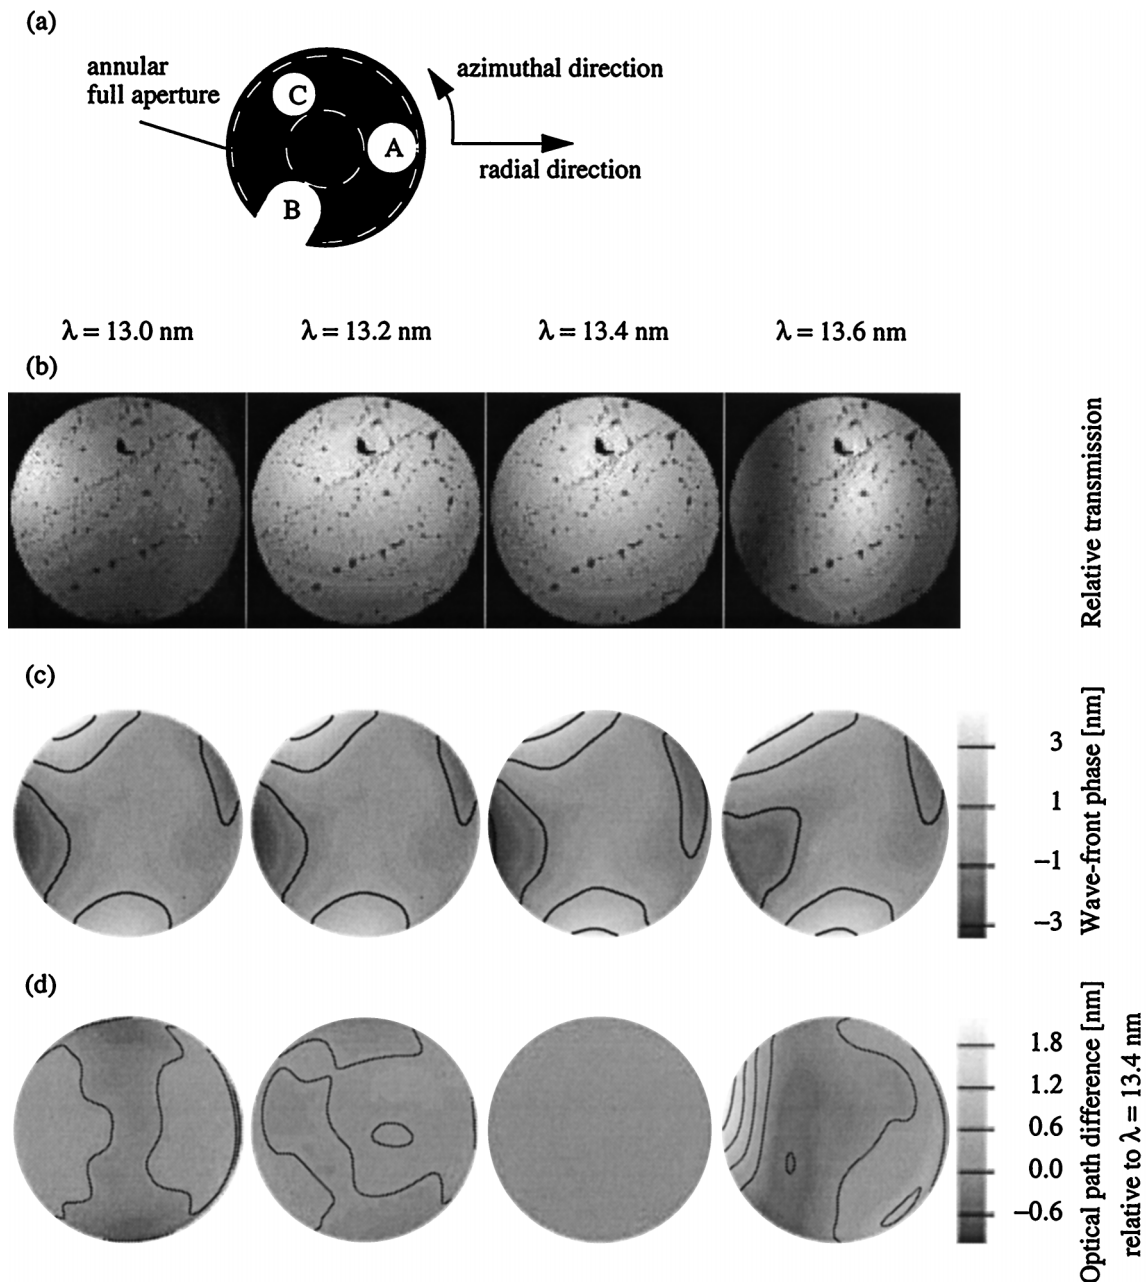 (a)
annular
full aperture
C
A
B
azimuthal direction
radial direction
λ = 13.0 nm
λ = 13.2 nm
λ = 13.4 nm
λ = 13.6 nm
(b)
Relative transmission
(c)
3
1
−1
−3
Wave-front phase [nm]
(d)
1.8
1.2
0.6
0.0
−0.6
Optical path difference [nm]
relative to λ = 13.4 nm